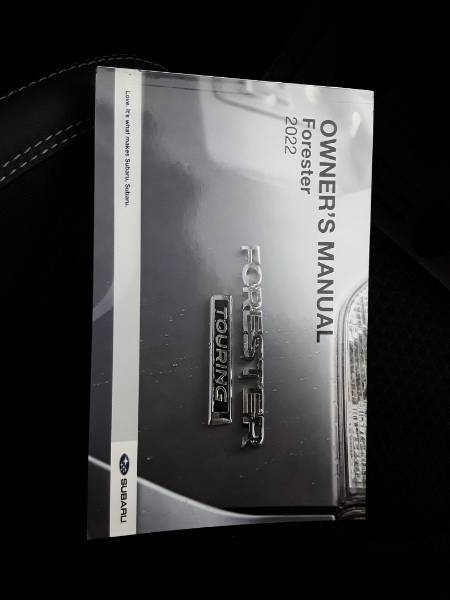 OWNER'S MANUAL
Forester
2022
FORESTER
TOURING
Love. It's what makes Subaru, Subaru.
SUBARU